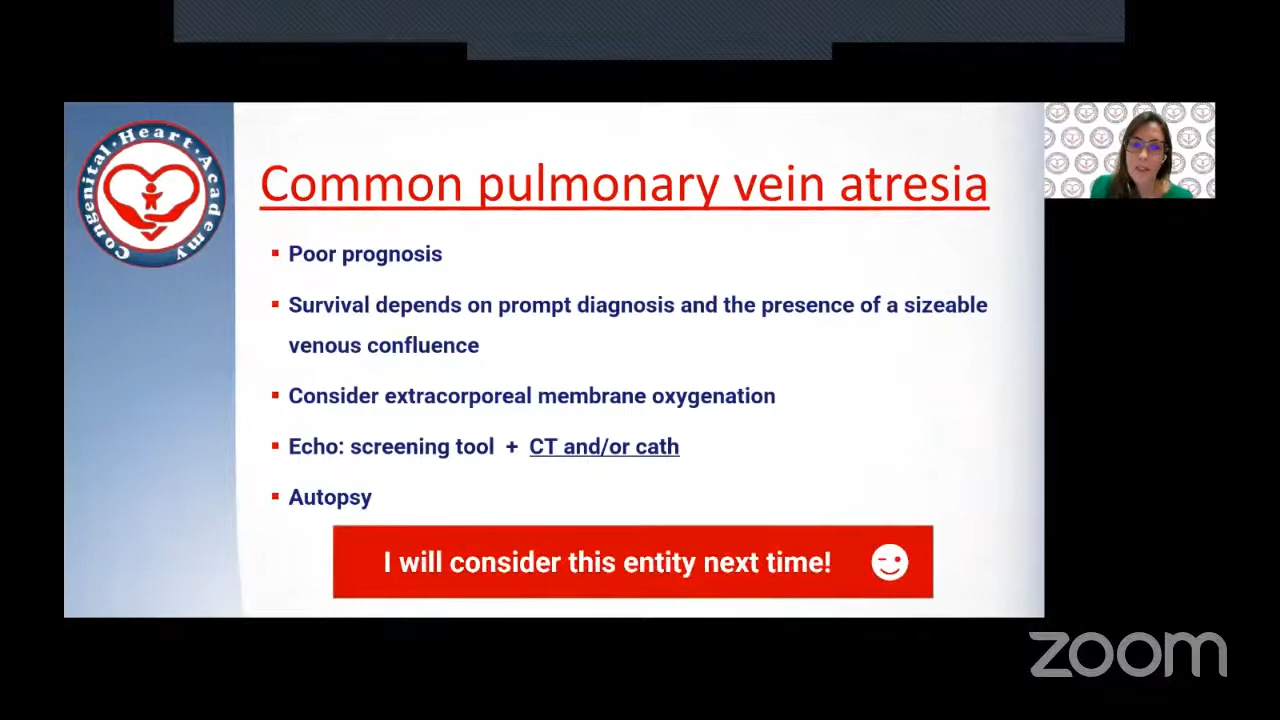 Congenital · Heart · Academy
Common pulmonary vein atresia
Poor prognosis
Survival depends on prompt diagnosis and the presence of a sizeable
venous confluence
Consider extracorporeal membrane oxygenation
Echo: screening tool + CT and/or cath
Autopsy
I will consider this entity next time!
zoom